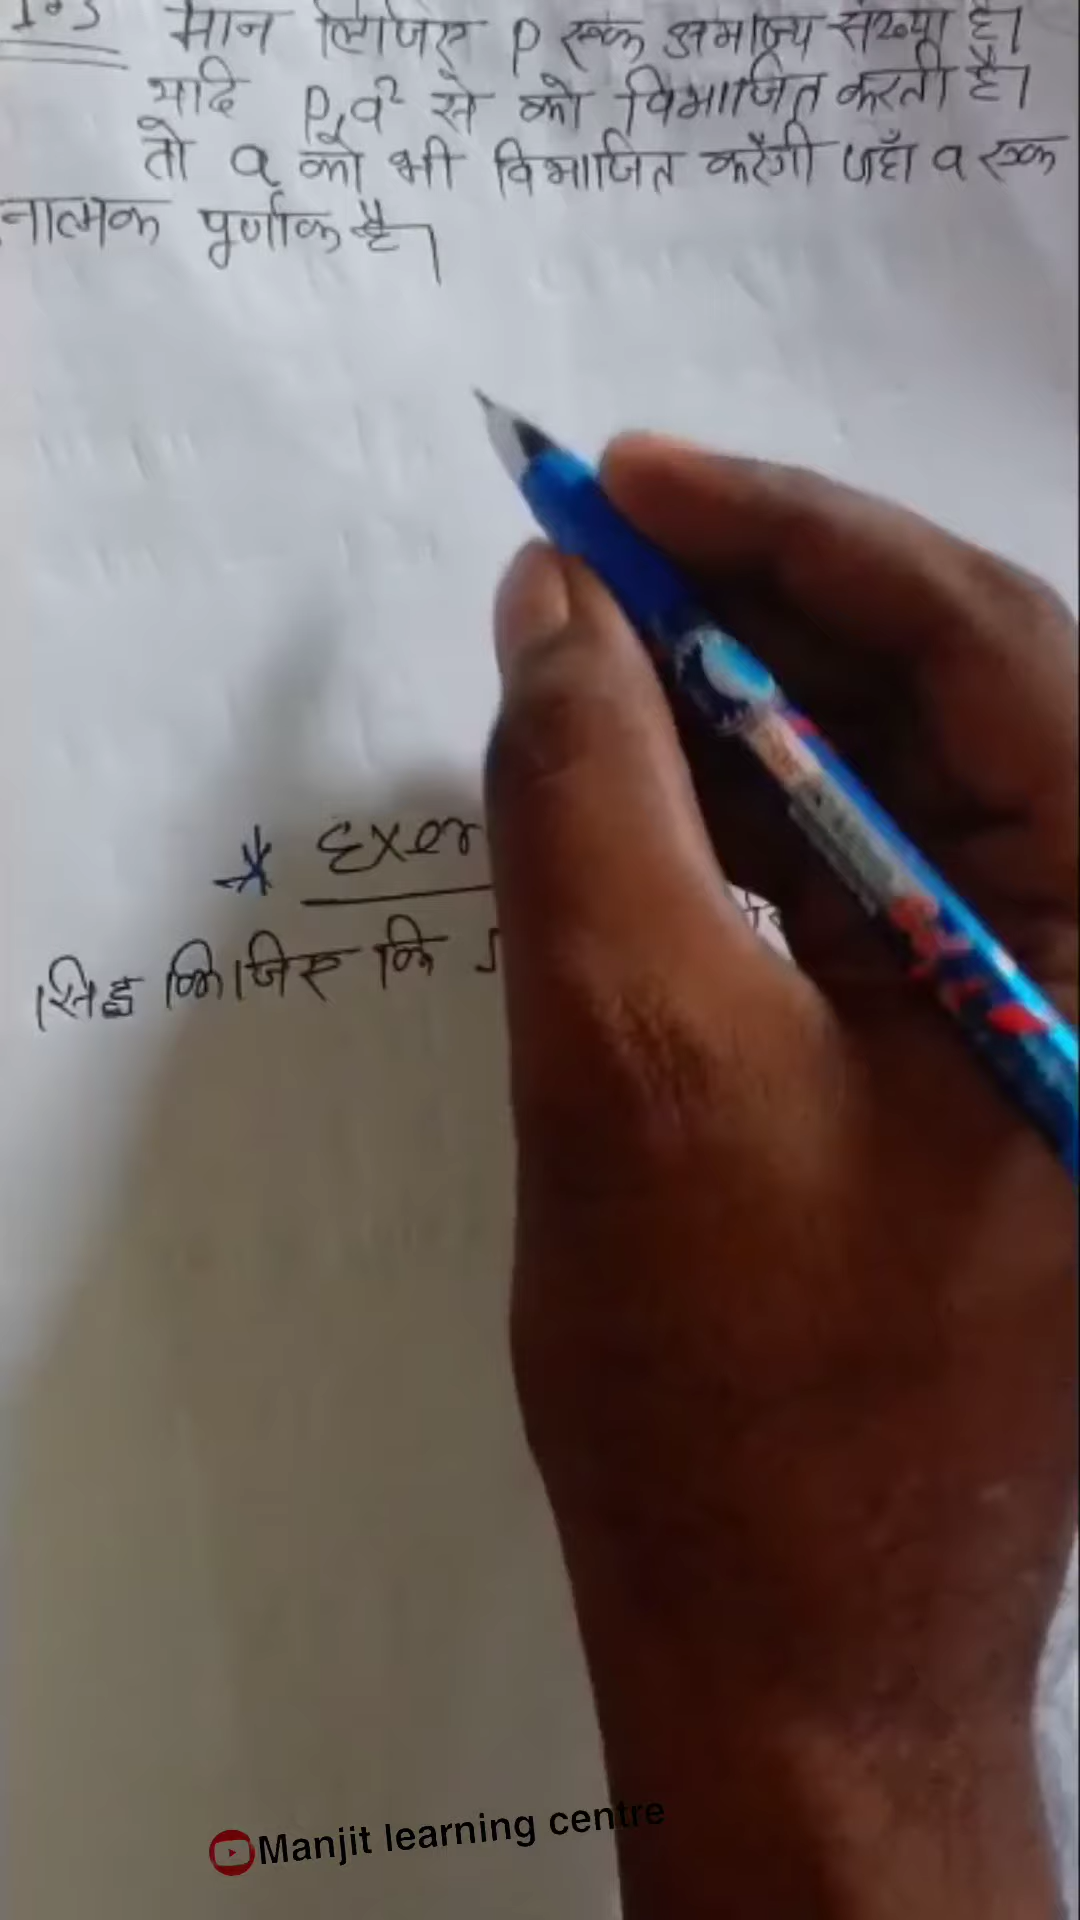 1.3 मान लिजिए P एक अभाज्य संख्या है।
यदि P, a² से को विभाजित करती है।
तो a को भी विभाजित करेंगी जहाँ a एक
नात्मक पूर्णांक है।
* Exer
सिद्ध किजिए कि
Manjit learning centre